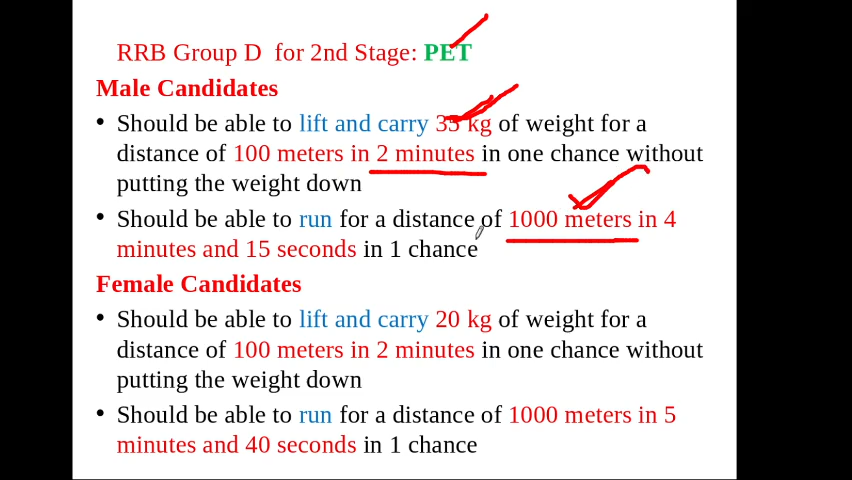 RRB Group D for 2nd Stage: PET
Male Candidates
• Should be able to lift and carry 35 kg of weight for a
distance of 100 meters in 2 minutes in one chance without
putting the weight down
• Should be able to run for a distance of 1000 meters in 4
minutes and 15 seconds in 1 chance
Female Candidates
• Should be able to lift and carry 20 kg of weight for a
distance of 100 meters in 2 minutes in one chance without
putting the weight down
• Should be able to run for a distance of 1000 meters in 5
minutes and 40 seconds in 1 chance